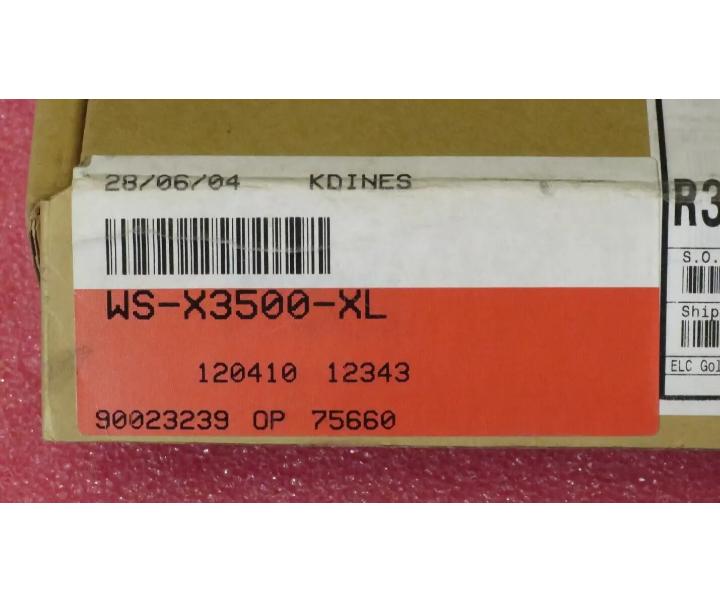 28/06/04 KDINES
WS-X3500-XL
120410 12343
90023239 OP 75660
R3
S.O.
Ship
ELC Gol